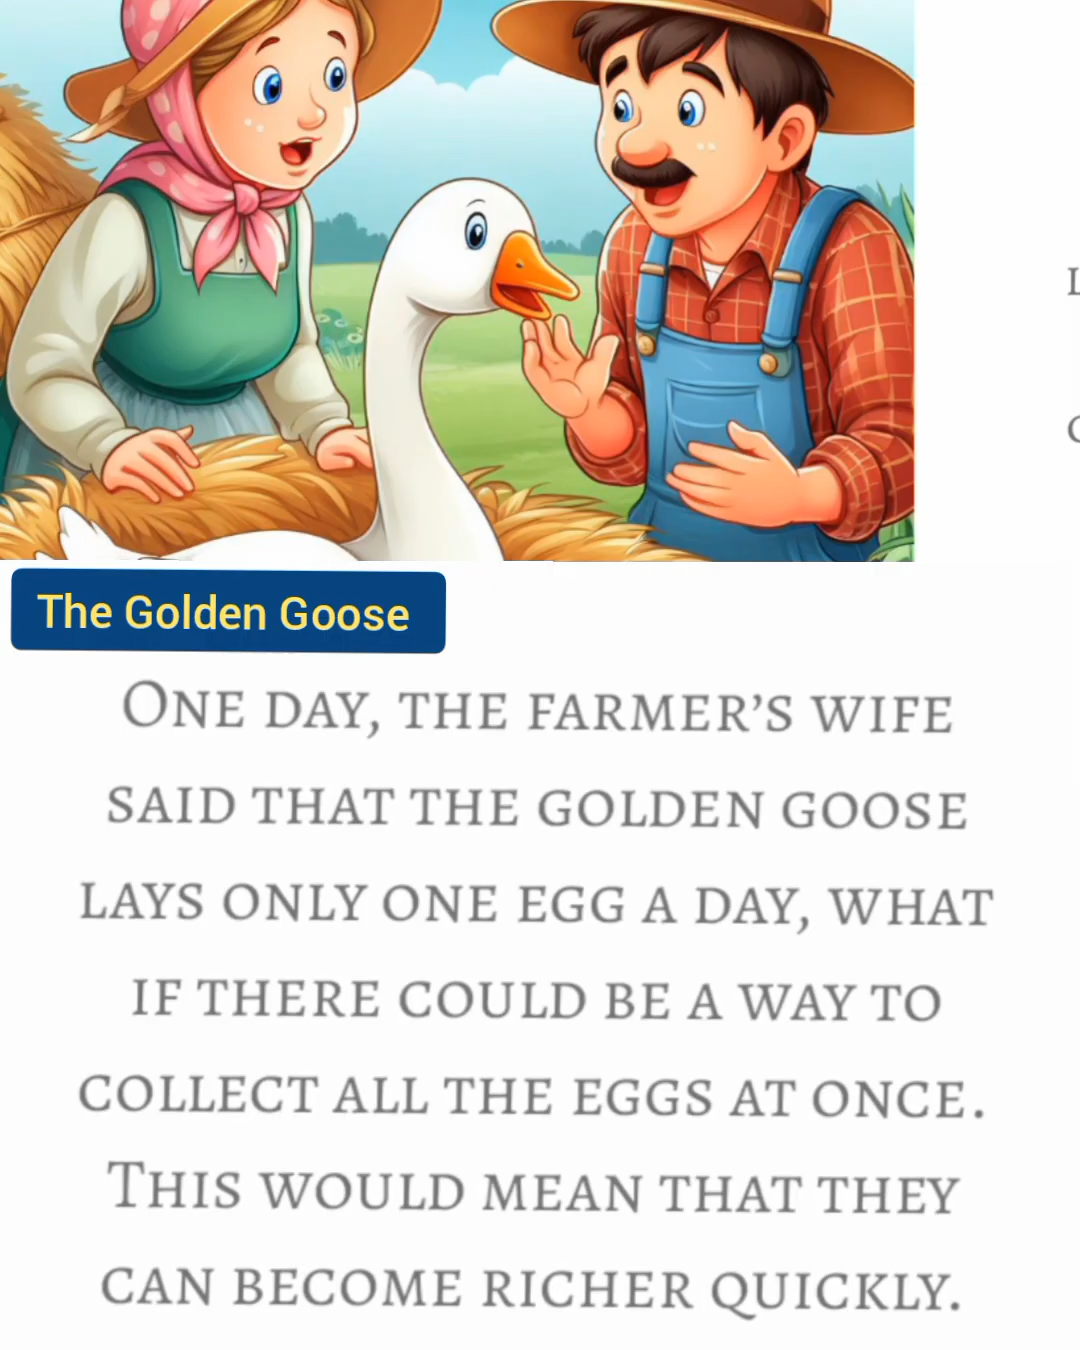 The Golden Goose
One day, the farmer's wife
said that the golden goose
lays only one egg a day, what
if there could be a way to
collect all the eggs at once.
This would mean that they
can become richer quickly.